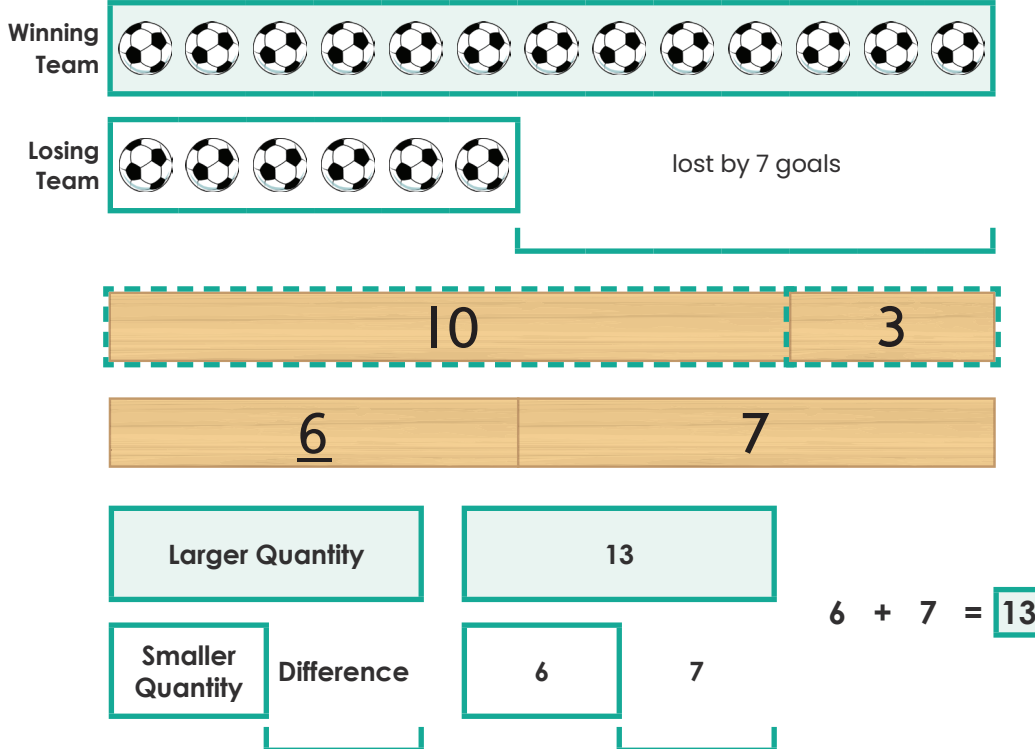 Winning
Team
Losing
Team
lost by 7 goals
10 3
6 7
Larger Quantity 13
6 + 7 = 13
Smaller
Quantity
Difference 6 7